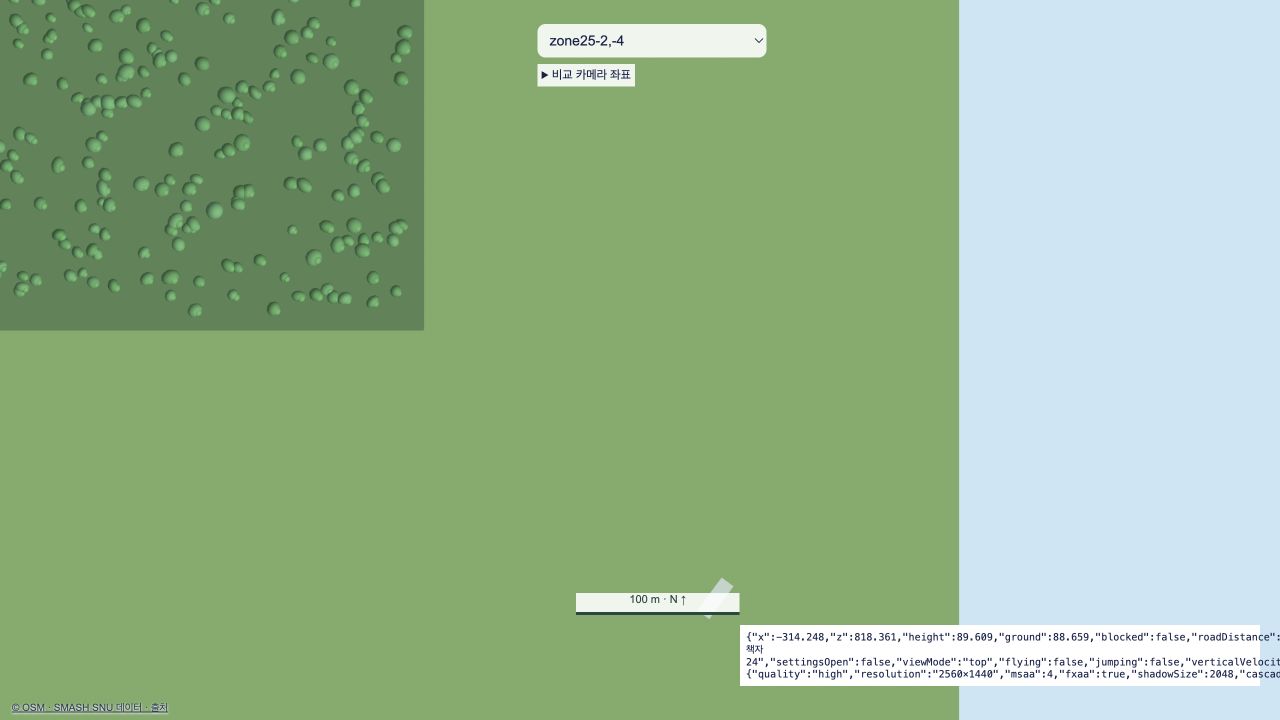 zone25-2,-4
▶ 비교 카메라 좌표
100 m · N ↑
{"x":-314.248,"z":818.361,"height":89.609,"ground":88.659,"blocked":false,"roadDistance":
책자
24","settingsOpen":false,"viewMode":"top","flying":false,"jumping":false,"verticalVelocit
{"quality":"high","resolution":"2560×1440","msaa":4,"fxaa":true,"shadowSize":2048,"cascad
© OSM · SMASH SNU 데이터 · 출처